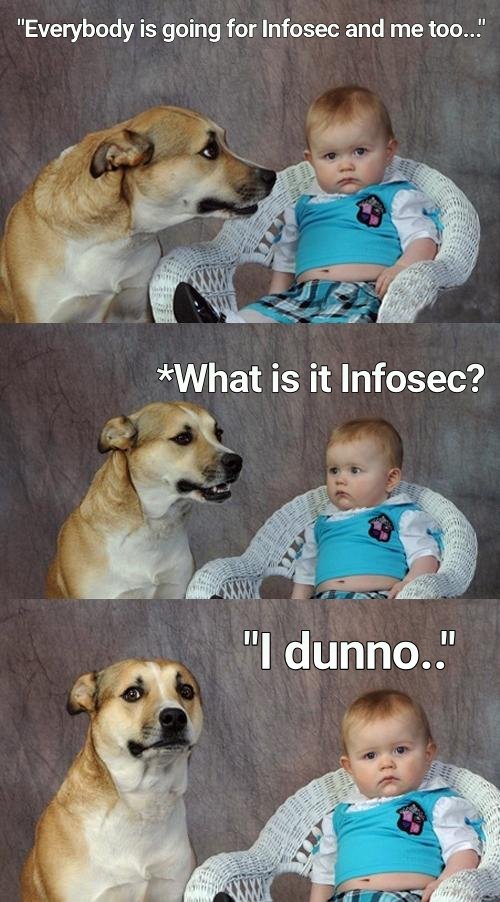 "Everybody is going for Infosec and me too..."
*What is it Infosec?
"I dunno.."